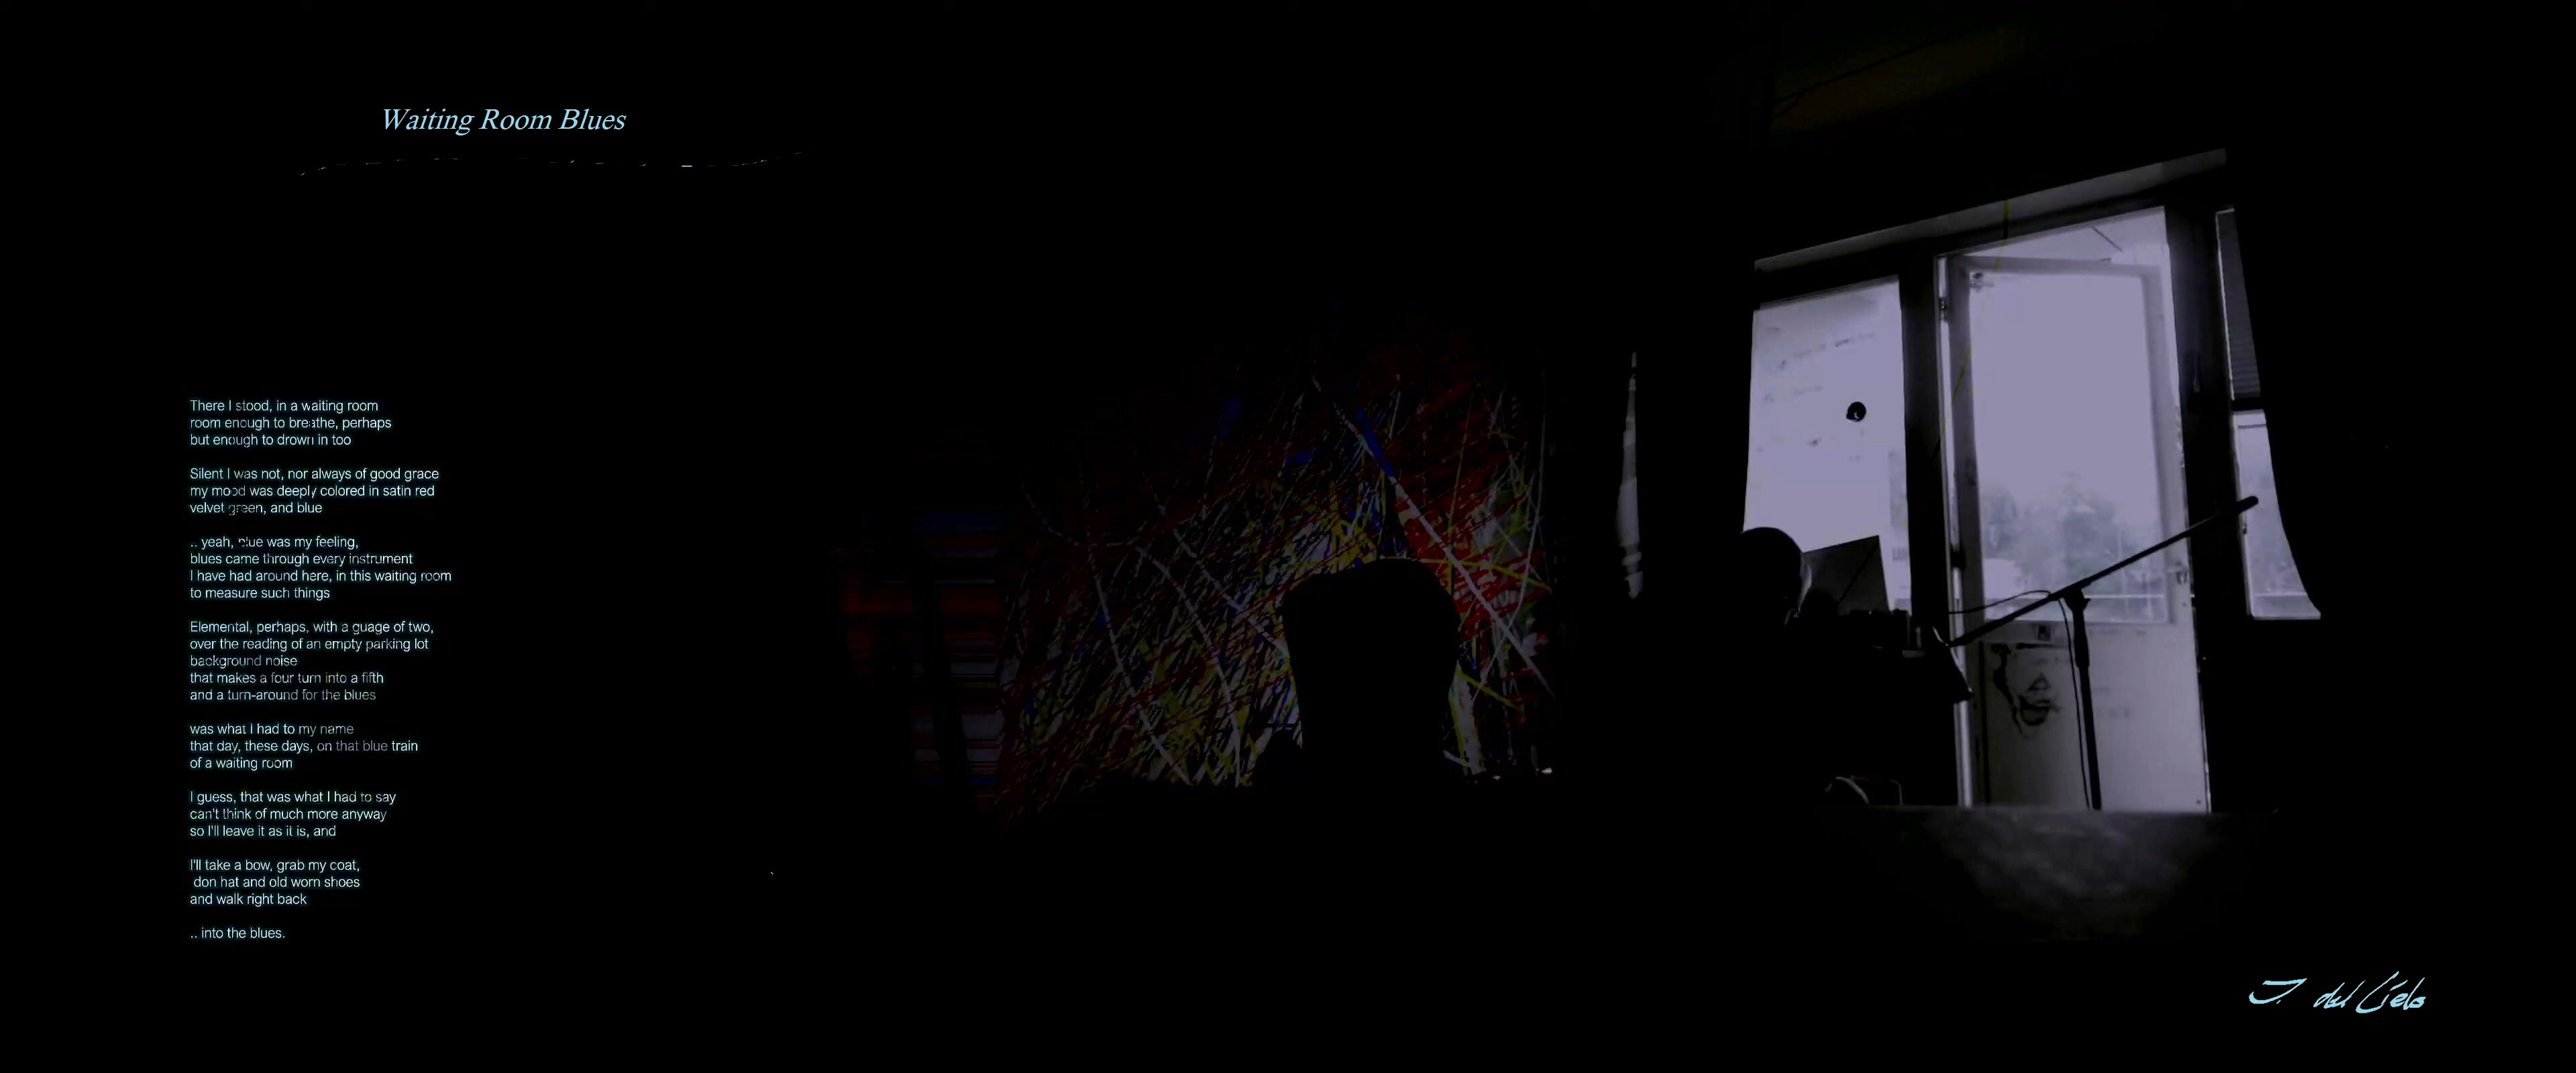 Waiting Room Blues
There I stood, in a waiting room
room enough to breathe, perhaps
but enough to drown in too
Silent I was not, nor always of good grace
my mood was deeply colored in satin red
velvet green, and blue
.. yeah, blue was my feeling,
blues came through every instrument
I have had around here, in this waiting room
to measure such things
Elemental, perhaps, with a guage of two,
over the reading of an empty parking lot
background noise
that makes a four turn into a fifth
and a turn-around for the blues
was what I had to my name
that day, these days, on that blue train
of a waiting room
I guess, that was what I had to say
can't think of much more anyway
so I'll leave it as it is, and
I'll take a bow, grab my coat,
don hat and old worn shoes
and walk right back
.. into the blues.
J. del Cielo